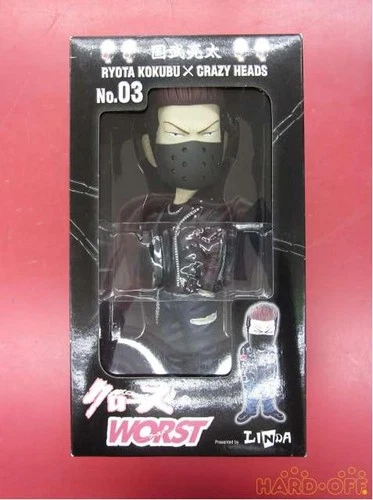 国武亮太
RYOTA KOKUBU × CRAZY HEADS
No.03
クローズ×
WORST
Presented by LINDA
HARD-OFF